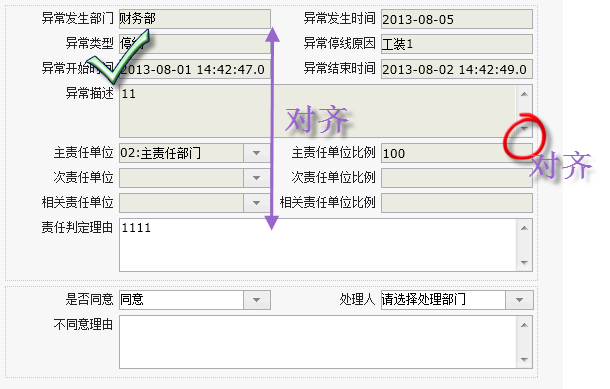 异常发生部门 财务部 异常发生时间 2013-08-05
异常类型 停线 异常停线原因 工装1
异常开始时间 2013-08-01 14:42:47.0 异常结束时间 2013-08-02 14:42:49.0
异常描述 11
对齐
对齐
主责任单位 02:主责任部门 主责任单位比例 100
次责任单位 次责任单位比例
相关责任单位 相关责任单位比例
责任判定理由 1111
是否同意 同意 处理人 请选择处理部门
不同意理由